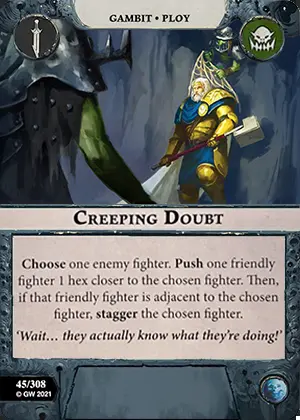 GAMBIT • PLOY
CREEPING DOUBT
Choose one enemy fighter. Push one friendly
fighter 1 hex closer to the chosen fighter. Then,
if that friendly fighter is adjacent to the chosen
fighter, stagger the chosen fighter.
‘Wait… they actually know what they’re doing!’
45/308
© GW 2021